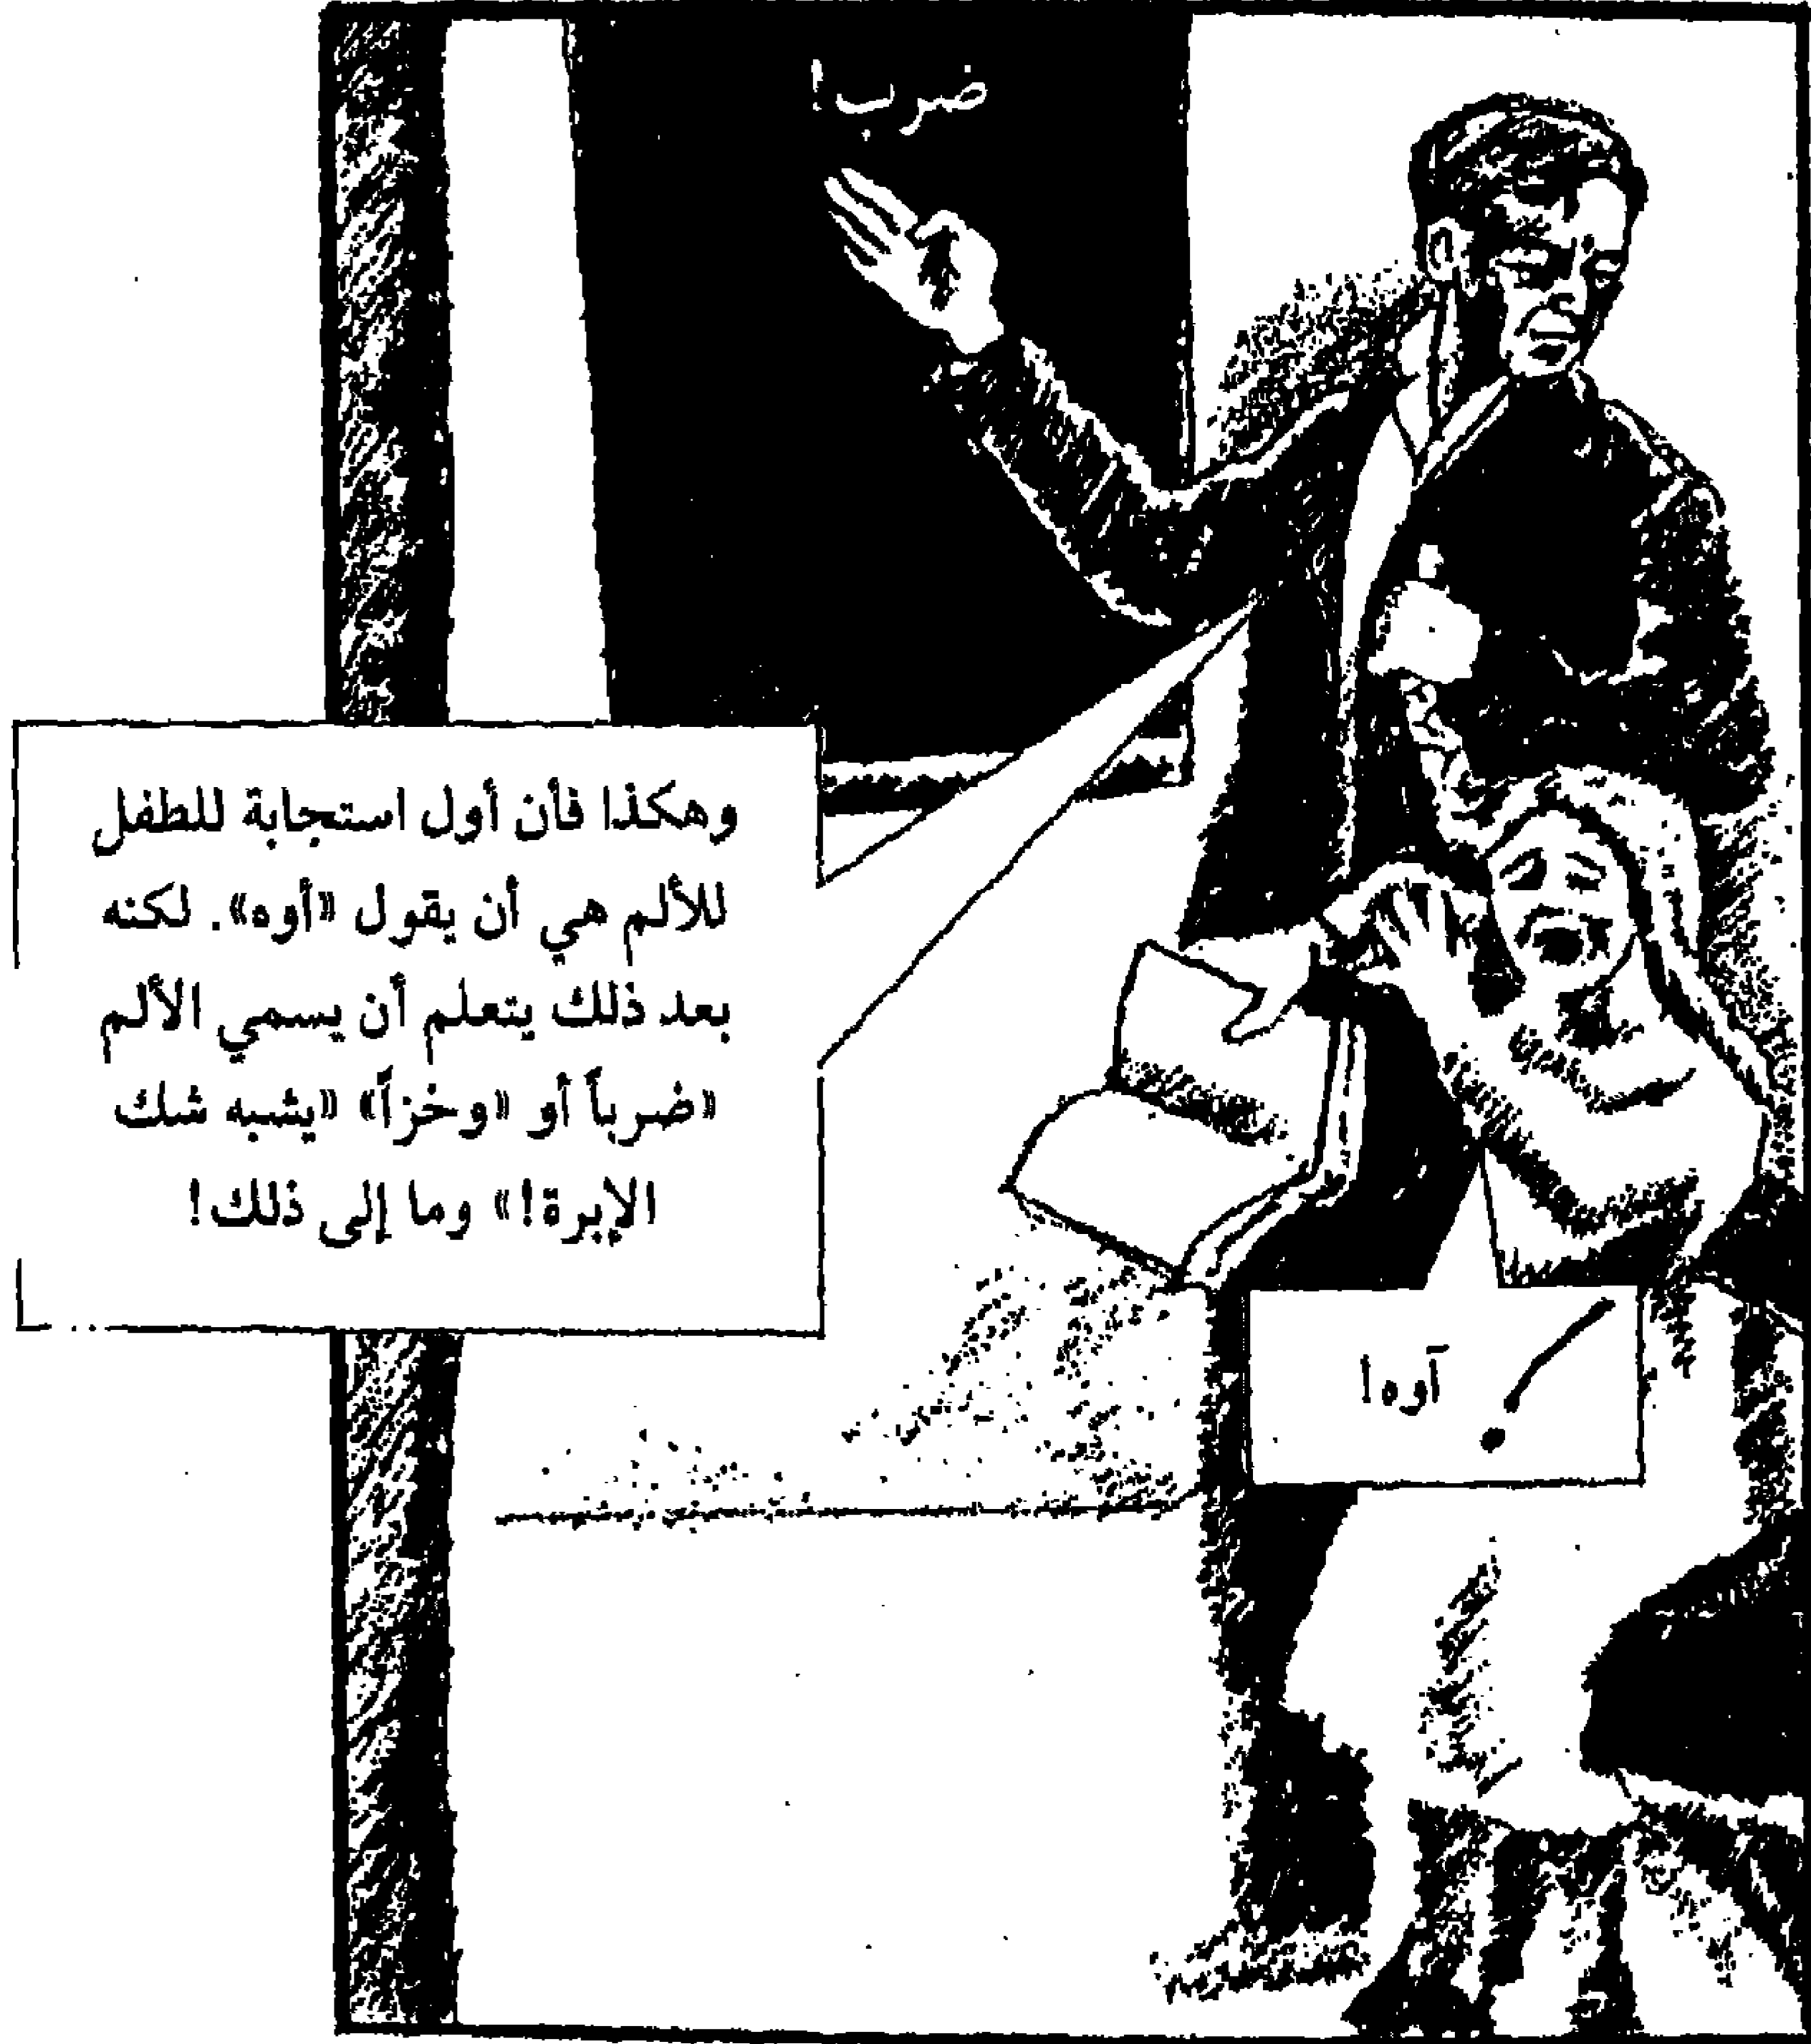 ضرب!
وهكذا فأن أول استجابة للطفل
للألم هي أن يقول «أوه». لكنه
بعد ذلك يتعلم أن يسمي الألم
«ضرباً أو «وخزاً» «يشبه شك
الإبرة!» وما إلى ذلك!
آوه!